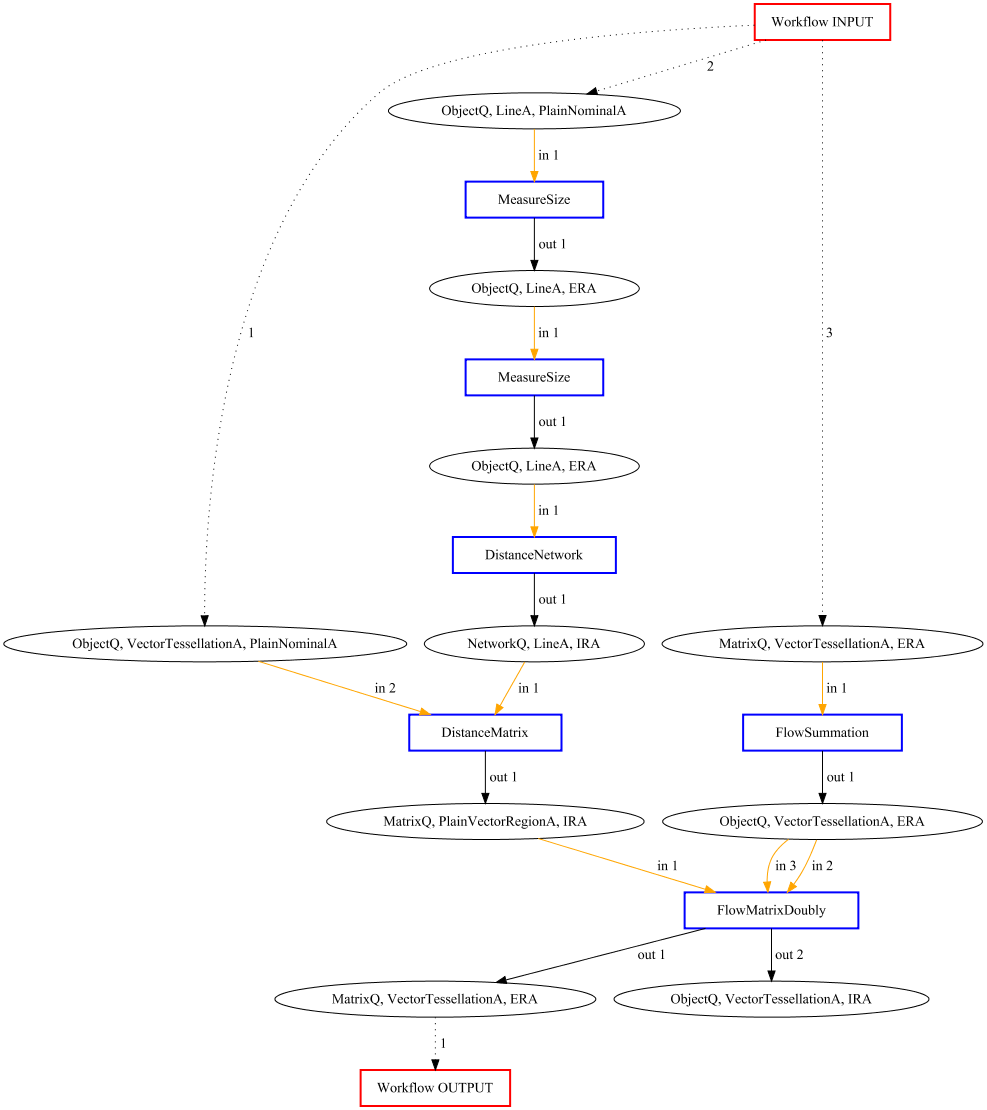 Workflow INPUT
2
ObjectQ, LineA, PlainNominalA
in 1
MeasureSize
out 1
ObjectQ, LineA, ERA
1
in 1
3
MeasureSize
out 1
ObjectQ, LineA, ERA
in 1
DistanceNetwork
out 1
ObjectQ, VectorTessellationA, PlainNominalA
NetworkQ, LineA, IRA
MatrixQ, VectorTessellationA, ERA
in 2
in 1
in 1
DistanceMatrix
FlowSummation
out 1
out 1
MatrixQ, PlainVectorRegionA, IRA
ObjectQ, VectorTessellationA, ERA
in 1
in 3
in 2
FlowMatrixDoubly
out 1
out 2
MatrixQ, VectorTessellationA, ERA
ObjectQ, VectorTessellationA, IRA
1
Workflow OUTPUT